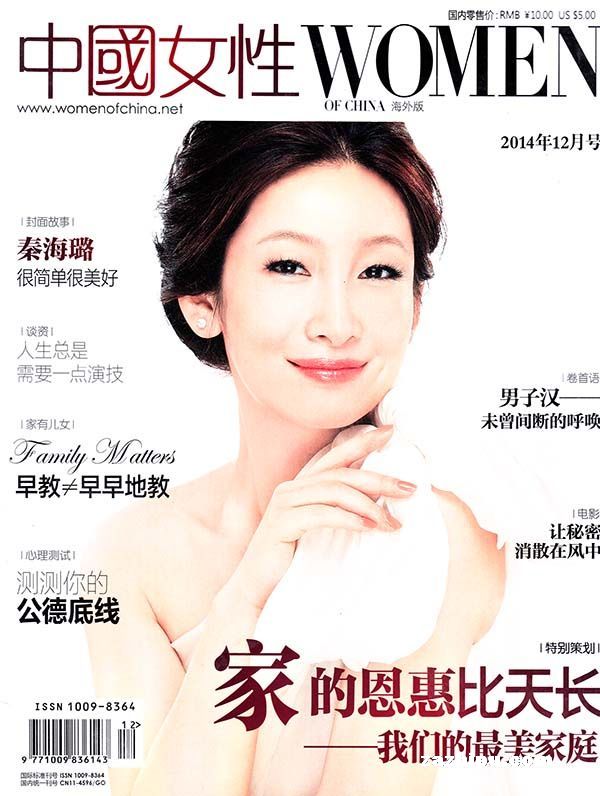 国内零售价:RMB ¥10.00 US $5.00
中國女性 WOMEN
www.womenofchina.net
OF CHINA 海外版
2014年12月号
|封面故事|
秦海璐
很简单很美好
|谈资|
人生总是
需要一点演技
|家有儿女|
Family Matters
早教≠早早地教
|心理测试|
测测你的
公德底线
|卷首语
男子汉——
未曾间断的呼唤
|电影
让秘密
消散在风中
|特别策划|
家的恩惠比天长
——我们的最美家庭
ISSN 1009-8364
12>
9 771009 836143
国际标准刊号 ISSN 1009-8364
国内统一刊号 CN11-4596/GO